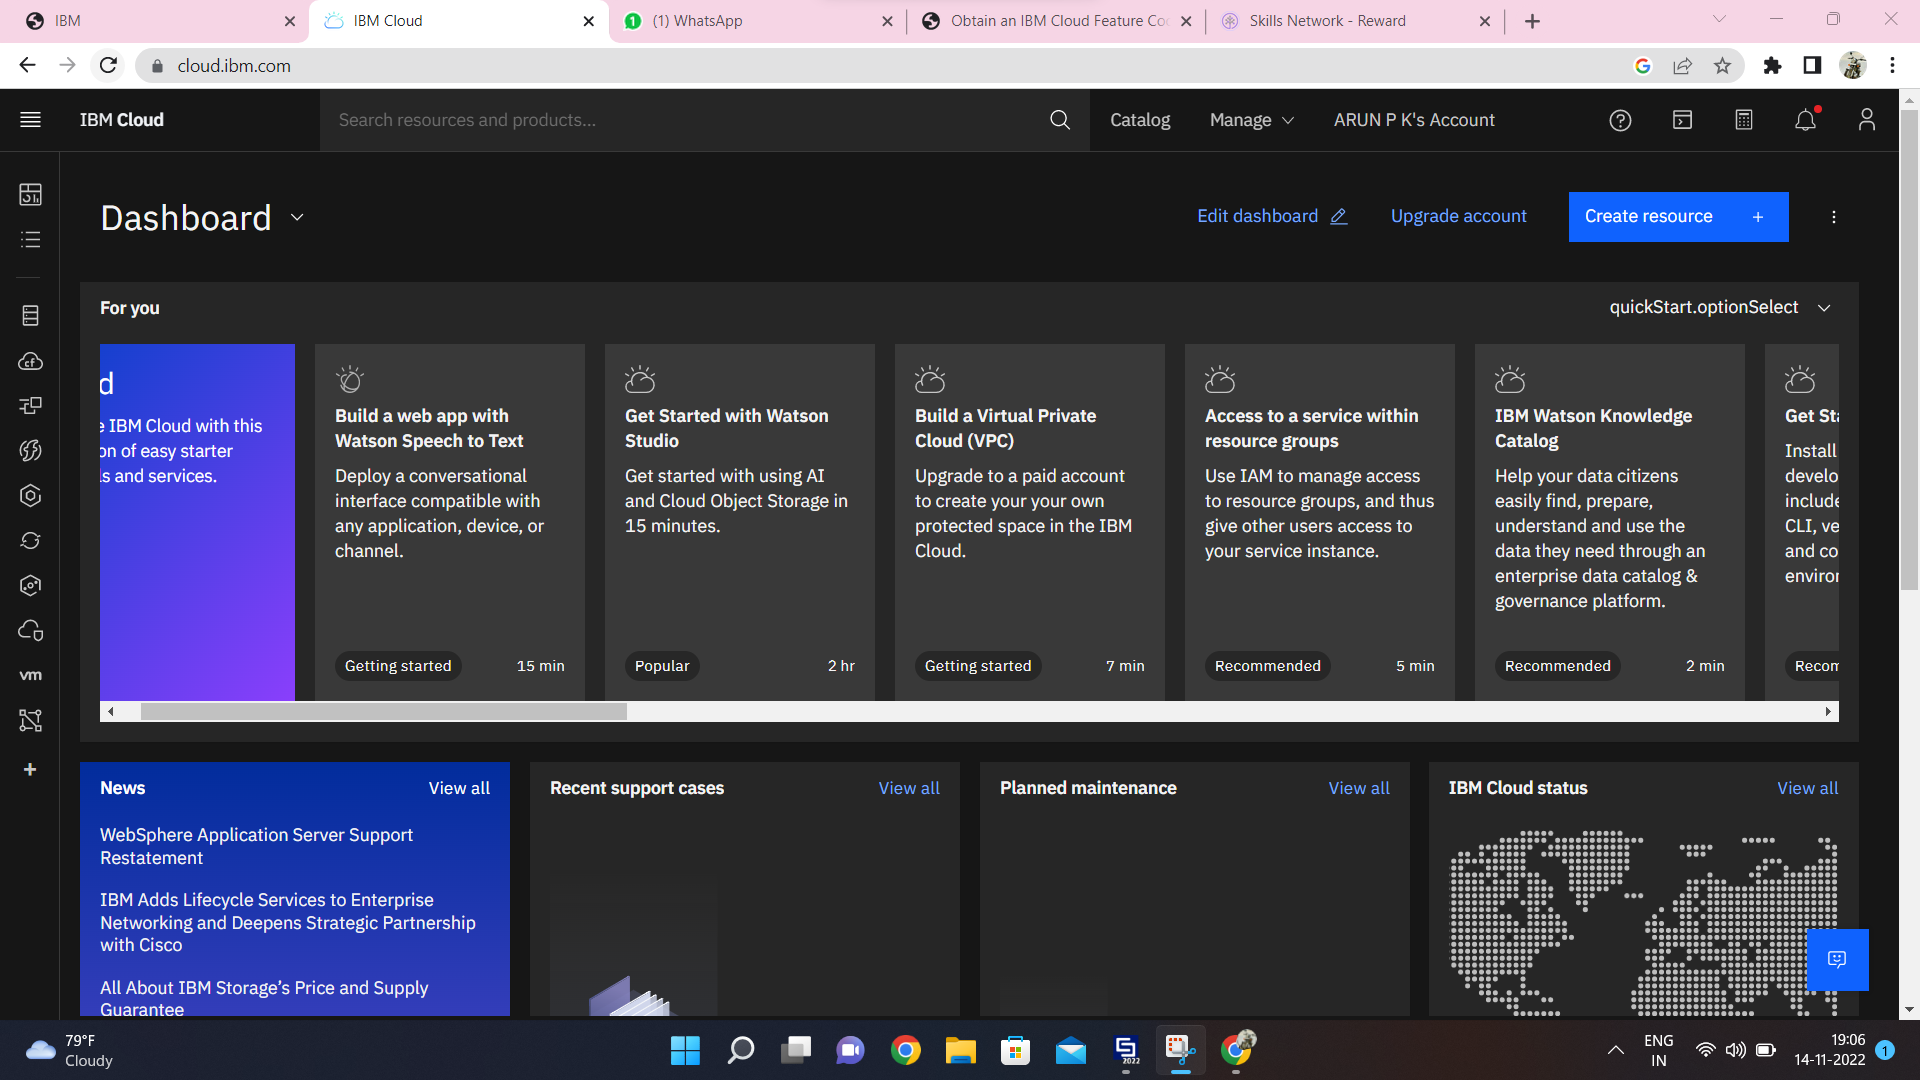 IBM
IBM Cloud
(1) WhatsApp
Obtain an IBM Cloud Feature Co
Skills Network - Reward
cloud.ibm.com
IBM Cloud
Search resources and products...
Catalog
Manage
ARUN P K's Account
Dashboard
Edit dashboard
Upgrade account
Create resource +
For you
quickStart.optionSelect
d
e IBM Cloud with this
on of easy starter
ls and services.
Build a web app with
Watson Speech to Text
Deploy a conversational
interface compatible with
any application, device, or
channel.
Getting started
15 min
Get Started with Watson
Studio
Get started with using AI
and Cloud Object Storage in
15 minutes.
Popular
2 hr
Build a Virtual Private
Cloud (VPC)
Upgrade to a paid account
to create your your own
protected space in the IBM
Cloud.
Getting started
7 min
Access to a service within
resource groups
Use IAM to manage access
to resource groups, and thus
give other users access to
your service instance.
Recommended
5 min
IBM Watson Knowledge
Catalog
Help your data citizens
easily find, prepare,
understand and use the
data they need through an
enterprise data catalog &
governance platform.
Recommended
2 min
Get Sta
Install
develo
include
CLI, ve
and co
enviror
Recom
vm
News
View all
WebSphere Application Server Support
Restatement
IBM Adds Lifecycle Services to Enterprise
Networking and Deepens Strategic Partnership
with Cisco
All About IBM Storage's Price and Supply
Guarantee
Recent support cases
View all
Planned maintenance
View all
IBM Cloud status
View all
79°F
Cloudy
2022
ENG
IN
19:06
14-11-2022
1